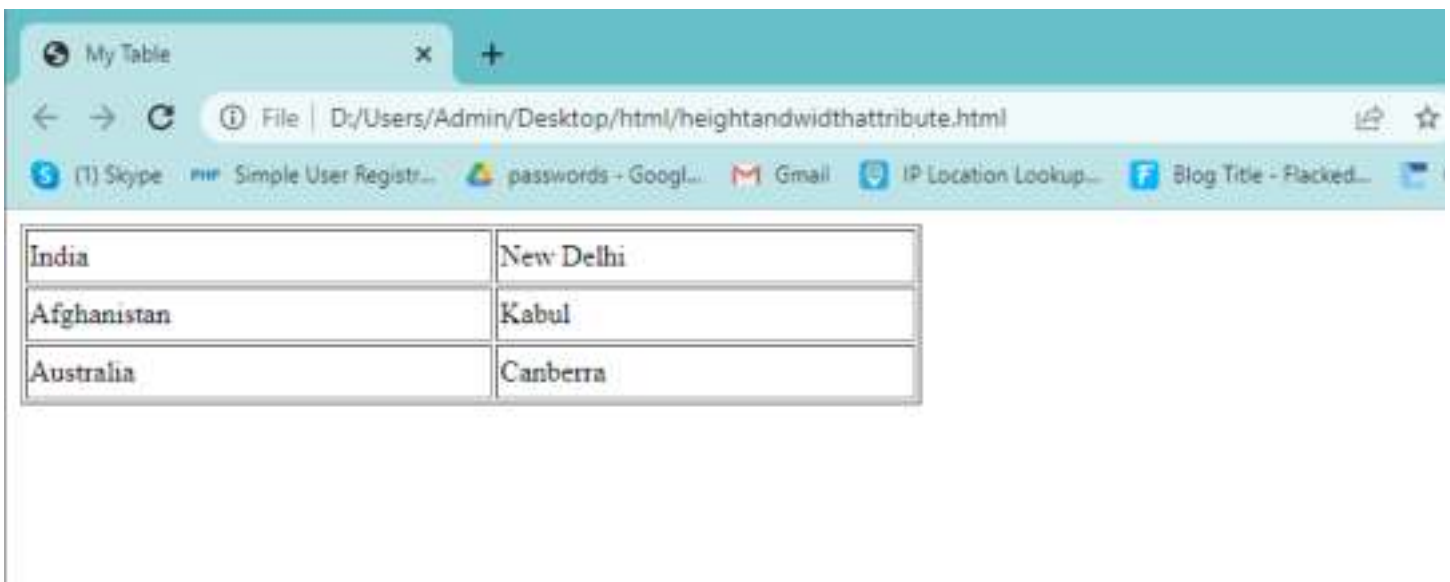 My Table
File | D:/Users/Admin/Desktop/html/heightandwidthattribute.html
(1) Skype PHP Simple User Registr... passwords - Googl... Gmail IP Location Lookup... Blog Title - Flacked...
India New Delhi
Afghanistan Kabul
Australia Canberra